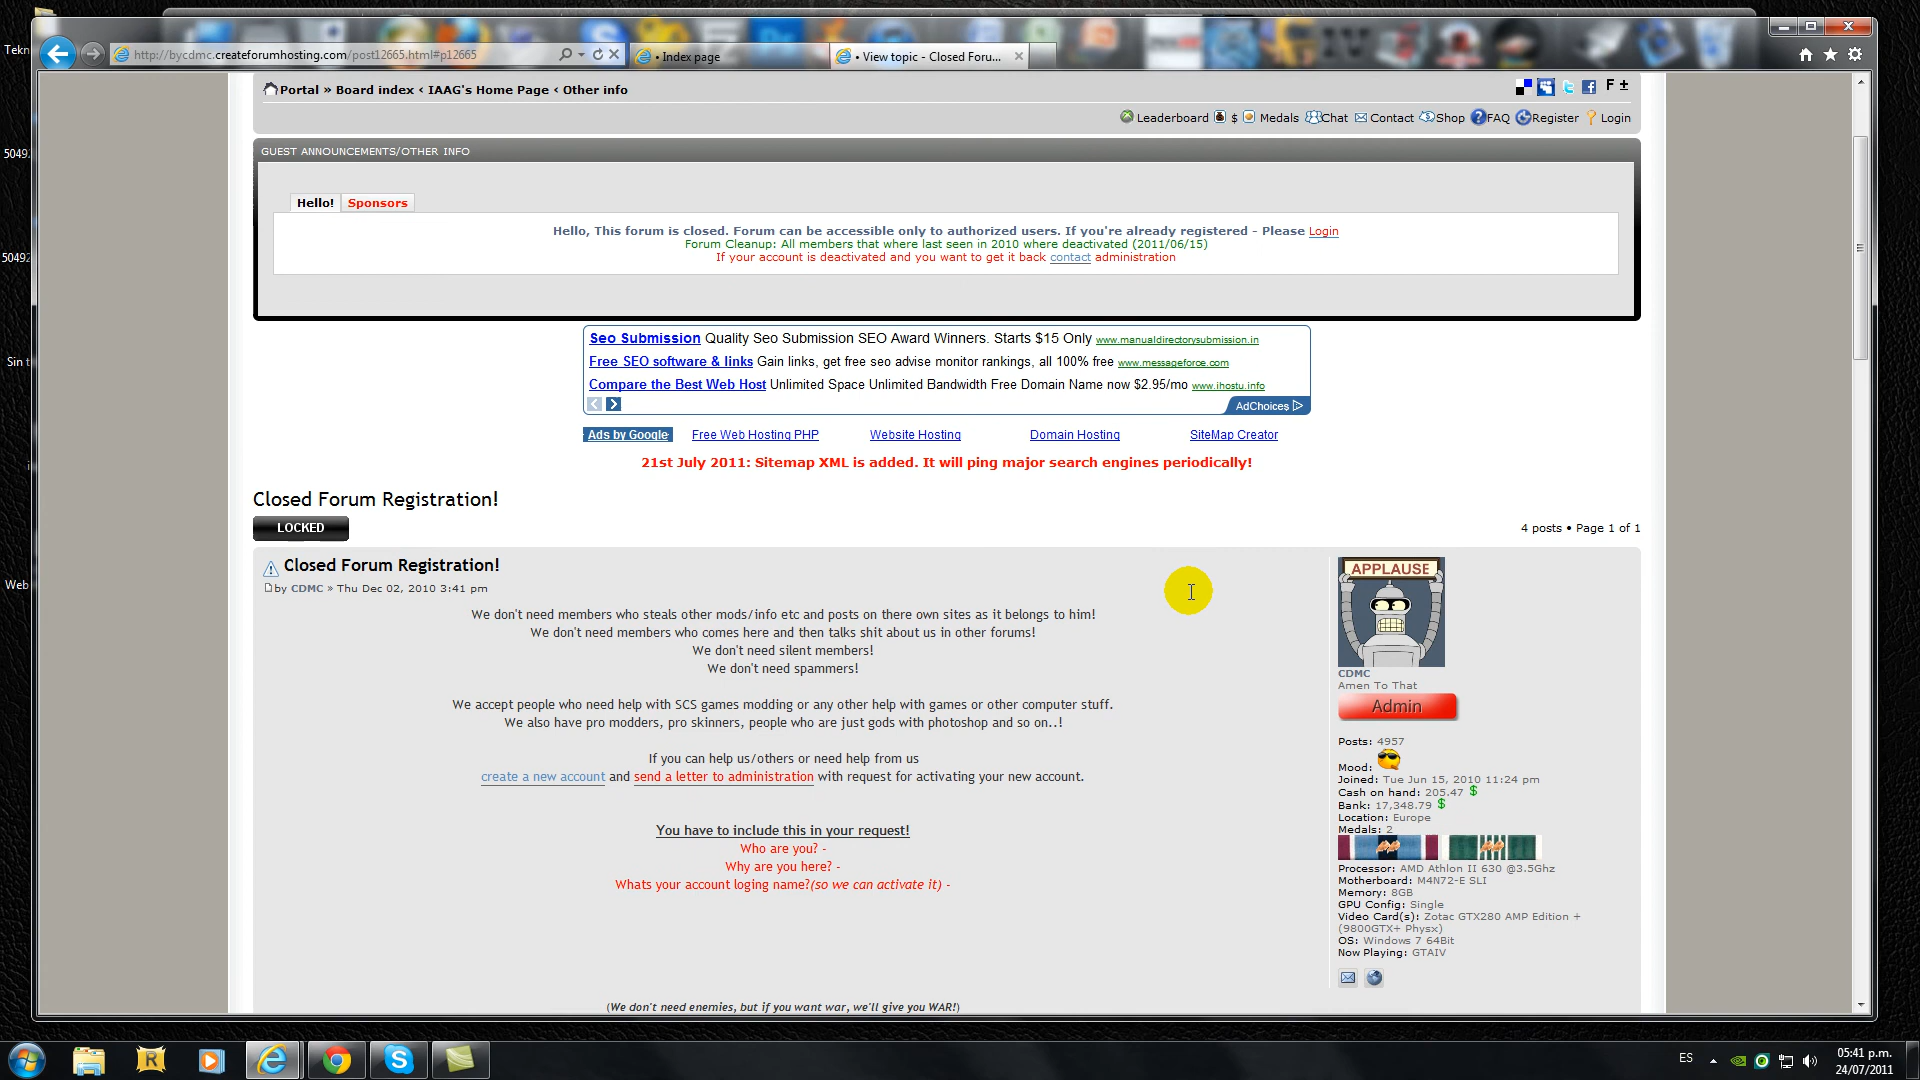 Tekn
5049
5049
Sin t
i
Web
http://bycdmc.createforumhosting.com/post12665.html#p12665
• Index page
• View topic - Closed Foru...
Portal » Board index ‹ IAAG's Home Page ‹ Other info
F ±
Leaderboard $ Medals Chat Contact Shop FAQ Register Login
GUEST ANNOUNCEMENTS/OTHER INFO
Hello! Sponsors
Hello, This forum is closed. Forum can be accessible only to authorized users. If you're already registered - Please Login
Forum Cleanup: All members that where last seen in 2010 where deactivated (2011/06/15)
If your account is deactivated and you want to get it back contact administration
Seo Submission Quality Seo Submission SEO Award Winners. Starts $15 Only www.manualdirectorysubmission.in
Free SEO software & links Gain links, get free seo advise monitor rankings, all 100% free www.messageforce.com
Compare the Best Web Host Unlimited Space Unlimited Bandwidth Free Domain Name now $2.95/mo www.ihostu.info
AdChoices
Ads by Google Free Web Hosting PHP Website Hosting Domain Hosting SiteMap Creator
21st July 2011: Sitemap XML is added. It will ping major search engines periodically!
Closed Forum Registration!
LOCKED
4 posts • Page 1 of 1
Closed Forum Registration!
by CDMC » Thu Dec 02, 2010 3:41 pm
We don't need members who steals other mods/info etc and posts on there own sites as it belongs to him!
We don't need members who comes here and then talks shit about us in other forums!
We don't need silent members!
We don't need spammers!
We accept people who need help with SCS games modding or any other help with games or other computer stuff.
We also have pro modders, pro skinners, people who are just gods with photoshop and so on..!
If you can help us/others or need help from us
create a new account and send a letter to administration with request for activating your new account.
You have to include this in your request!
Who are you? -
Why are you here? -
Whats your account loging name?(so we can activate it) -
(We don't need enemies, but if you want war, we'll give you WAR!)
APPLAUSE
CDMC
Amen To That
Admin
Posts: 4957
Mood:
Joined: Tue Jun 15, 2010 11:24 pm
Cash on hand: 205.47 $
Bank: 17,348.79 $
Location: Europe
Medals: 2
Processor: AMD Athlon II 630 @3.5Ghz
Motherboard: M4N72-E SLI
Memory: 8GB
GPU Config: Single
Video Card(s): Zotac GTX280 AMP Edition +
(9800GTX+ Physx)
OS: Windows 7 64Bit
Now Playing: GTAIV
ES
05:41 p.m.
24/07/2011